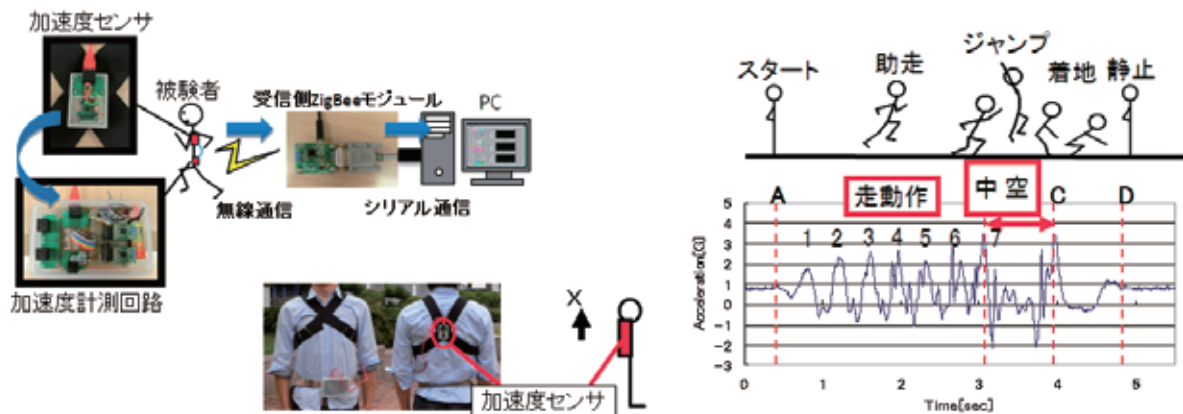 加速度センサ
被験者
受信側ZigBeeモジュール
PC
無線通信
シリアル通信
加速度計測回路
X
加速度センサ
スタート
助走
ジャンプ
着地
静止
A
走動作
中空
C
D
1
2
3
4
5
6
7
Acceleration[G]
5
4
3
2
1
0
-1
-2
-3
0
1
2
3
4
5
Time[sec]